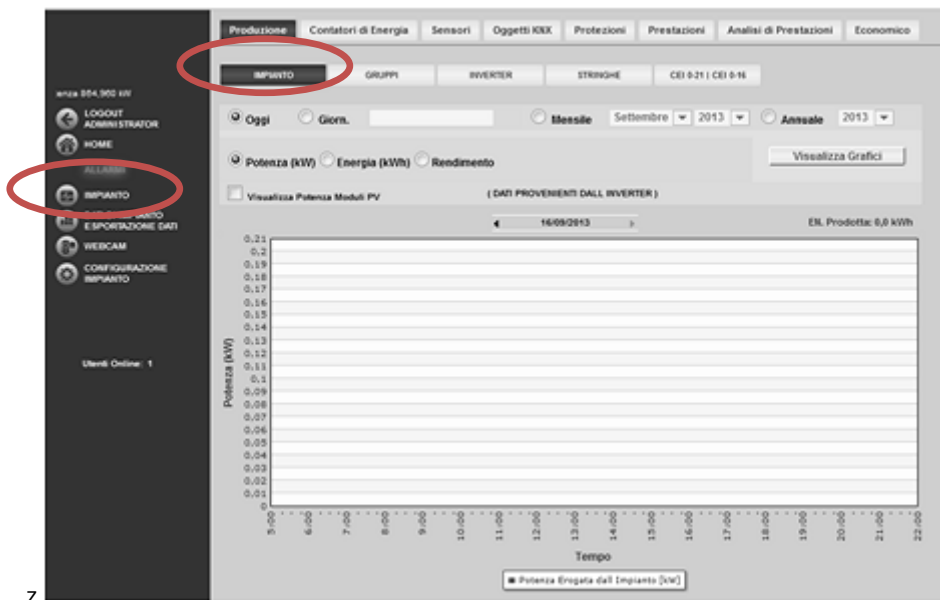 Produzione Contatori di Energia Sensori Oggetti KNX Protezioni Prestazioni Analisi di Prestazioni Economico
IMPIANTO GRUPPI INVERTER STRINGHE CEI 0-21 | CEI 0-16
enza 864,960 kW
LOGOUT
ADMINISTRATOR
HOME
ALLARMI
IMPIANTO
ESPORTAZIONE DATI
WEBCAM
CONFIGURAZIONE
IMPIANTO
Utenti Online: 1
Oggi Giorn. Mensile Settembre 2013 Annuale 2013
Potenza (kW) Energia (kWh) Rendimento Visualizza Grafici
Visualizza Potenza Moduli PV ( DATI PROVENIENTI DALL INVERTER )
16/09/2013 EN. Prodotta: 0,0 kWh
Potenza (kW)
0,21
0,2
0,19
0,18
0,17
0,16
0,15
0,14
0,13
0,12
0,11
0,1
0,09
0,08
0,07
0,06
0,05
0,04
0,03
0,02
0,01
0
5:00 6:00 7:00 8:00 9:00 10:00 11:00 12:00 13:00 14:00 15:00 16:00 17:00 18:00 19:00 20:00 21:00 22:00
Tempo
Potenza Erogata dall Impianto [kW]
z